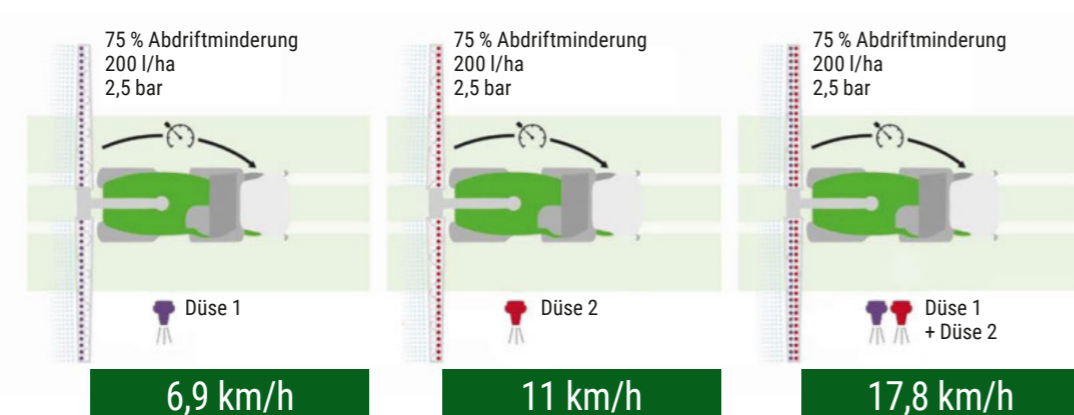 75 % Abdriftminderung
200 l/ha
2,5 bar
Düse 1
6,9 km/h
75 % Abdriftminderung
200 l/ha
2,5 bar
Düse 2
11 km/h
75 % Abdriftminderung
200 l/ha
2,5 bar
Düse 1
+ Düse 2
17,8 km/h